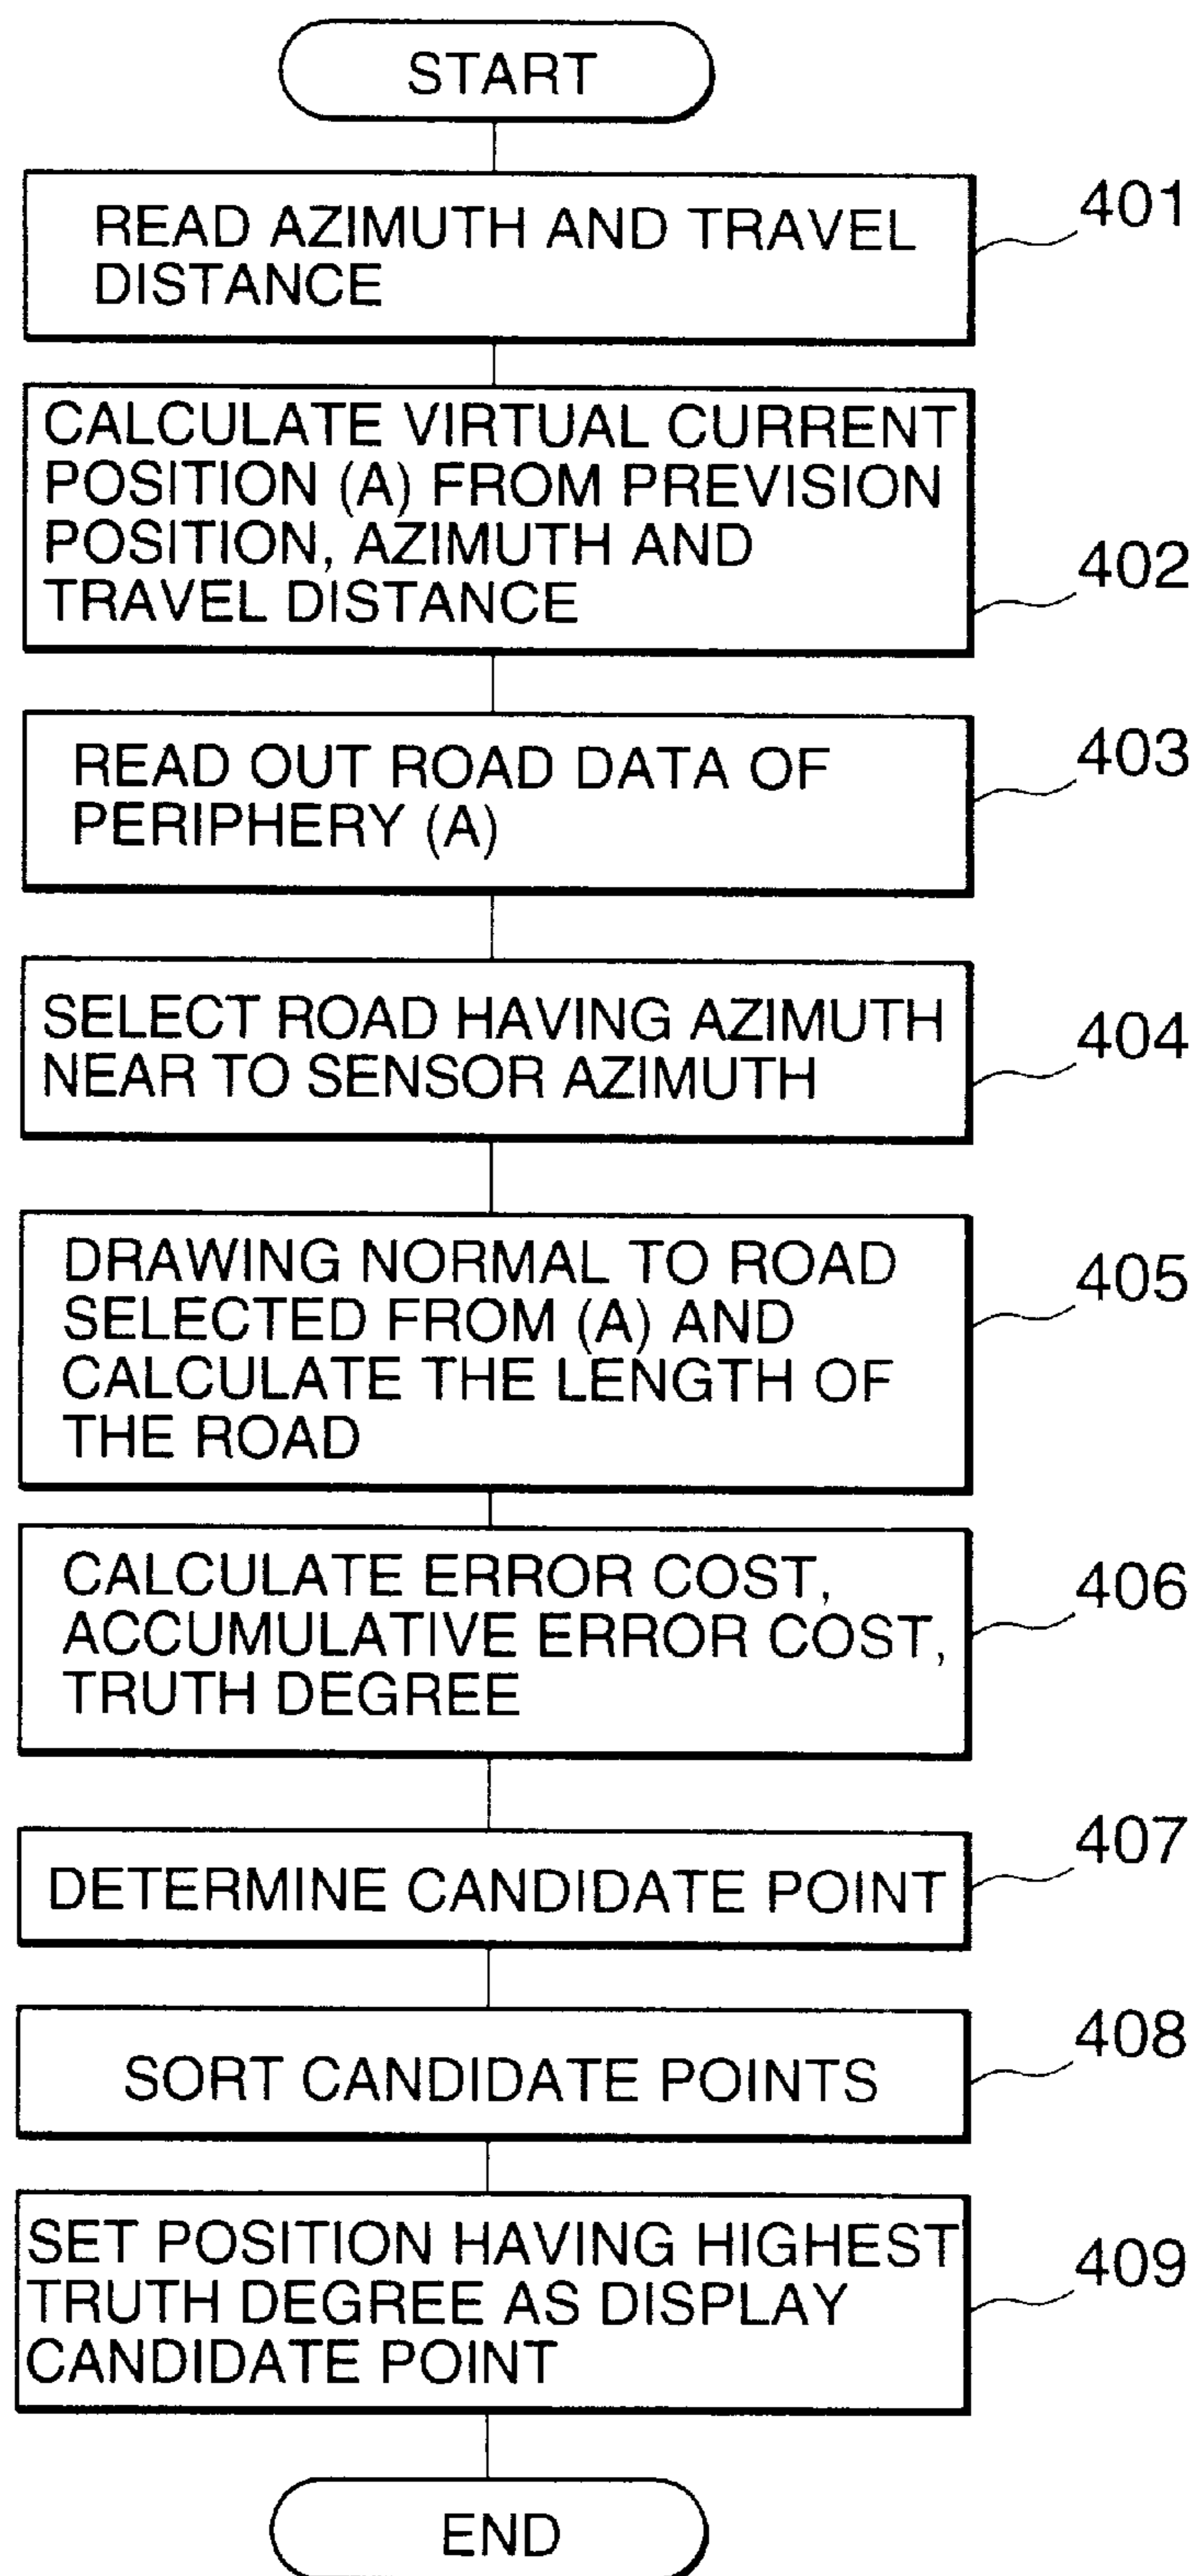 START
READ AZIMUTH AND TRAVEL
DISTANCE
401
CALCULATE VIRTUAL CURRENT
POSITION (A) FROM PREVISION
POSITION, AZIMUTH AND
TRAVEL DISTANCE
402
READ OUT ROAD DATA OF
PERIPHERY (A)
403
SELECT ROAD HAVING AZIMUTH
NEAR TO SENSOR AZIMUTH
404
DRAWING NORMAL TO ROAD
SELECTED FROM (A) AND
CALCULATE THE LENGTH OF
THE ROAD
405
CALCULATE ERROR COST,
ACCUMULATIVE ERROR COST,
TRUTH DEGREE
406
DETERMINE CANDIDATE POINT
407
SORT CANDIDATE POINTS
408
SET POSITION HAVING HIGHEST
TRUTH DEGREE AS DISPLAY
CANDIDATE POINT
409
END